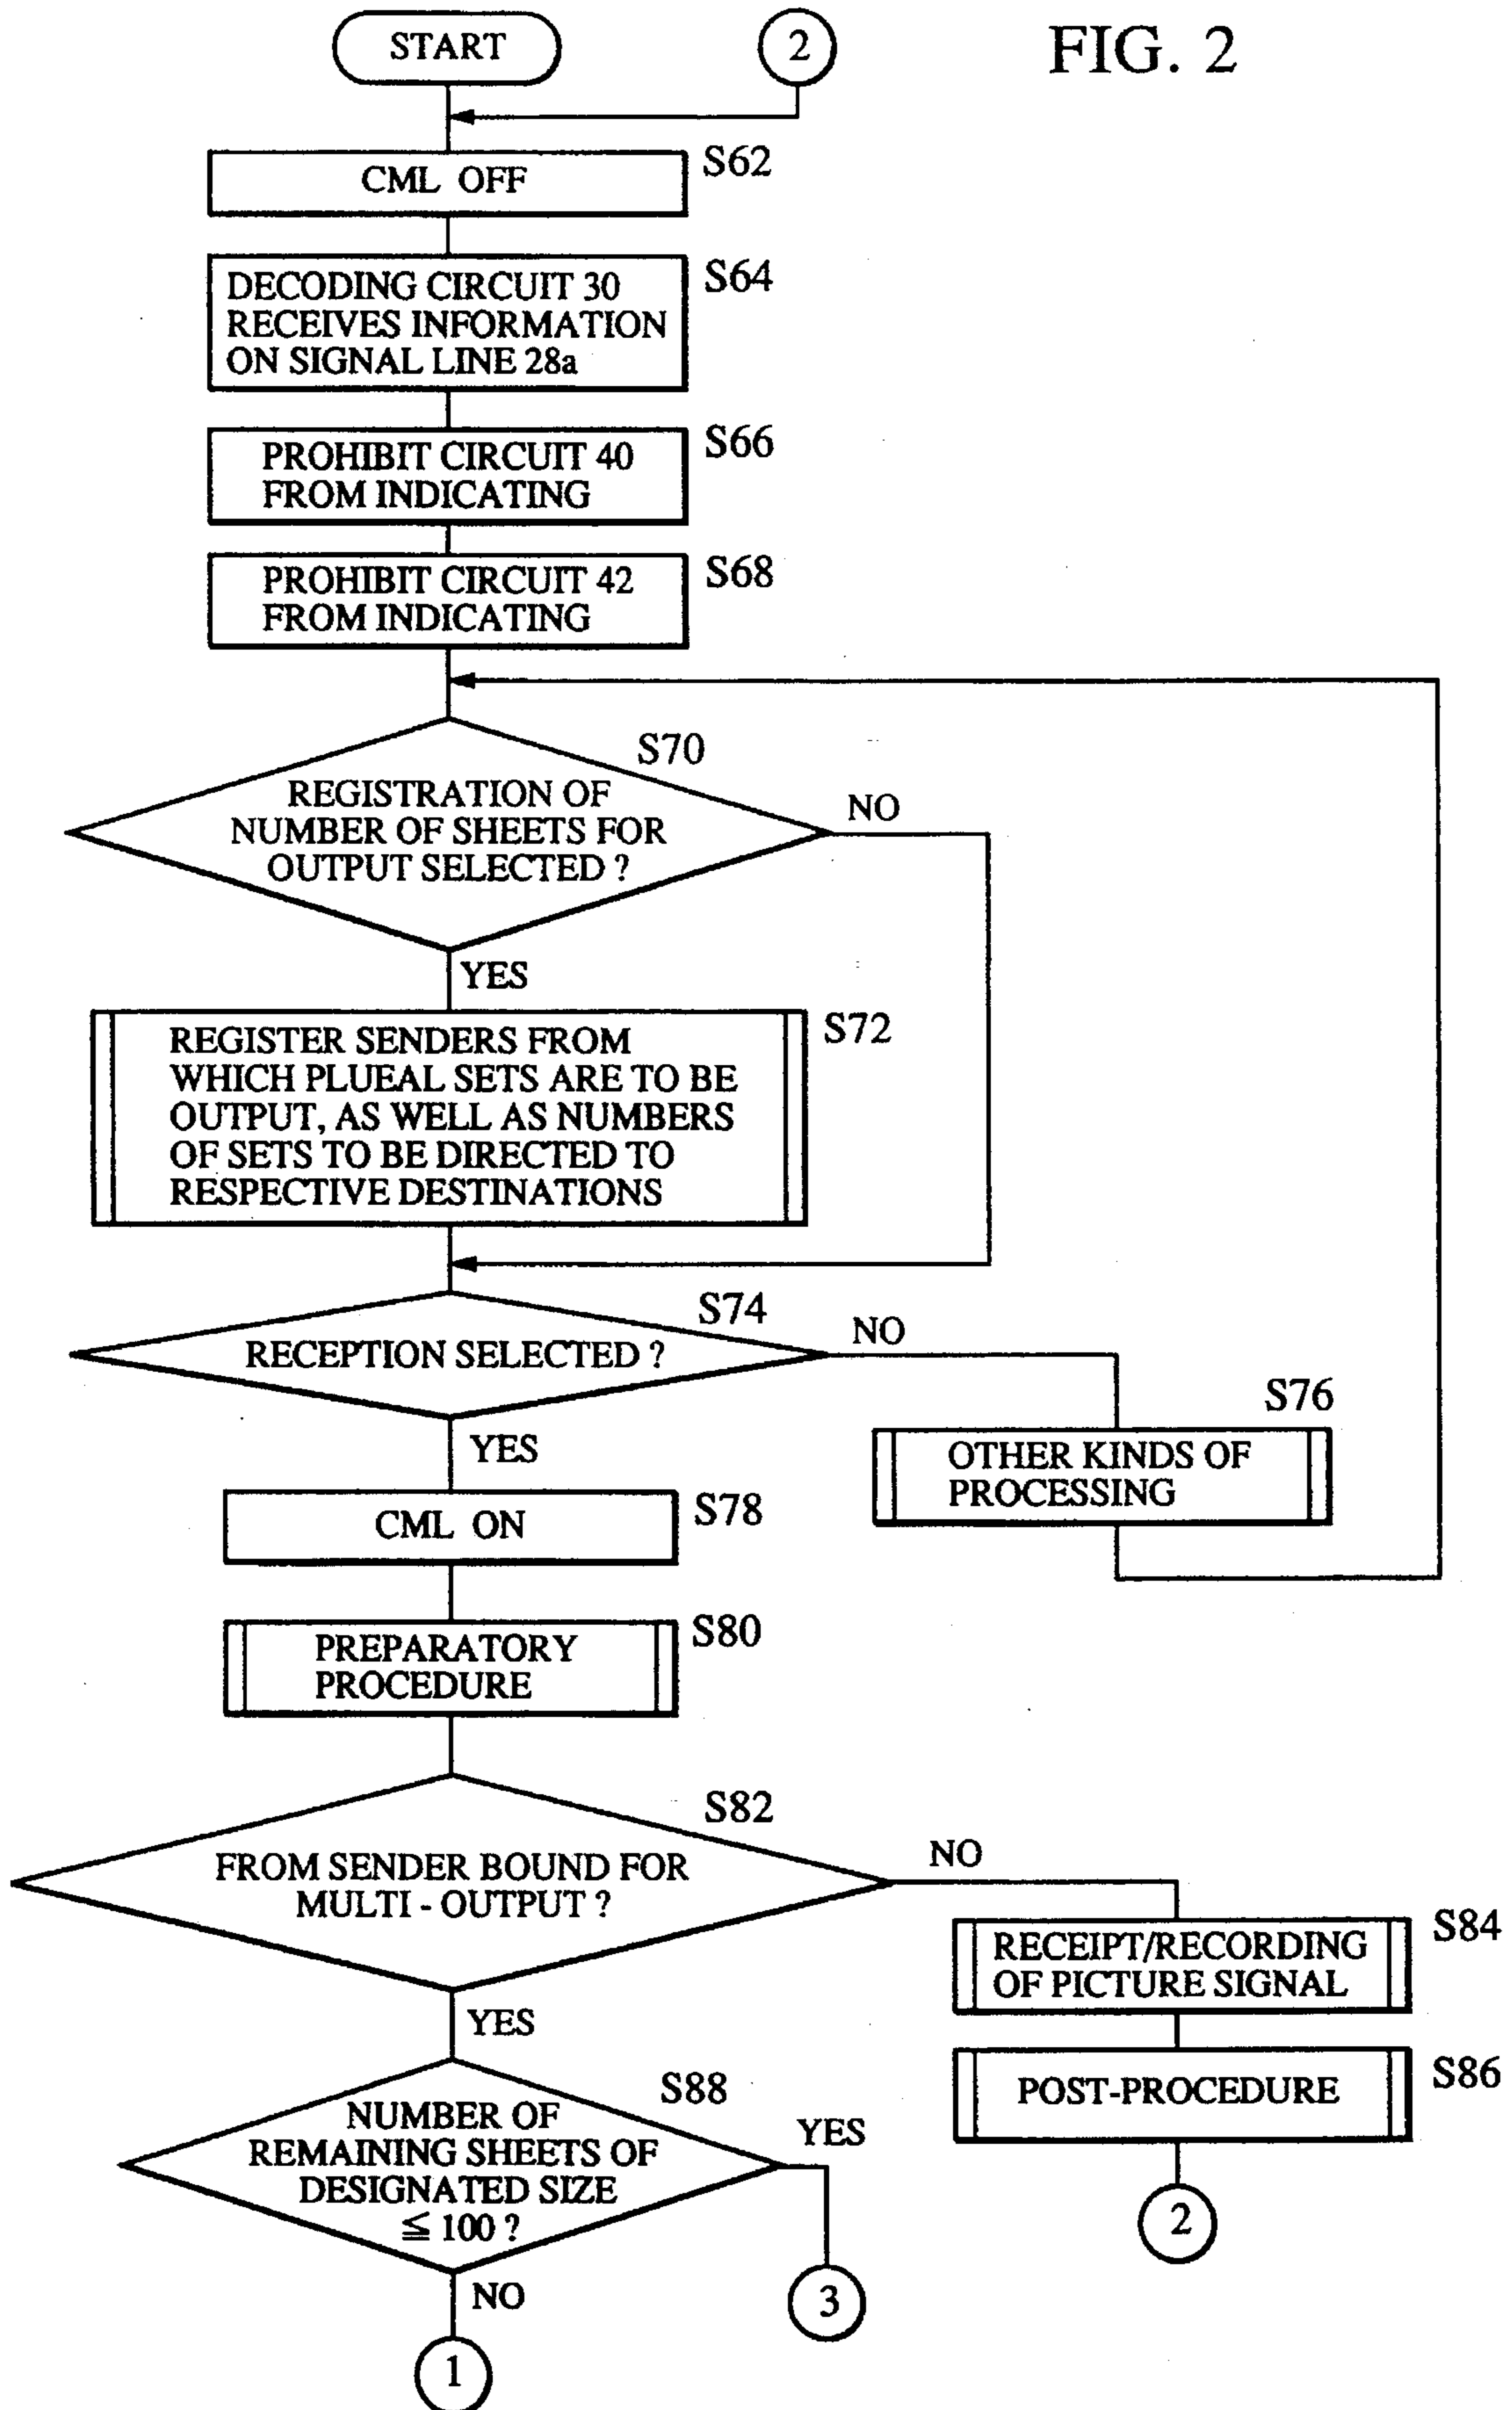 FIG. 2
START
2
CML OFF
S62
DECODING CIRCUIT 30
RECEIVES INFORMATION
ON SIGNAL LINE 28a
S64
PROHIBIT CIRCUIT 40
FROM INDICATING
S66
PROHIBIT CIRCUIT 42
FROM INDICATING
S68
S70
REGISTRATION OF
NUMBER OF SHEETS FOR
OUTPUT SELECTED ?
NO
YES
REGISTER SENDERS FROM
WHICH PLUEAL SETS ARE TO BE
OUTPUT, AS WELL AS NUMBERS
OF SETS TO BE DIRECTED TO
RESPECTIVE DESTINATIONS
S72
S74
RECEPTION SELECTED ?
NO
YES
S76
OTHER KINDS OF
PROCESSING
CML ON
S78
PREPARATORY
PROCEDURE
S80
S82
FROM SENDER BOUND FOR
MULTI - OUTPUT ?
NO
YES
RECEIPT/RECORDING
OF PICTURE SIGNAL
S84
POST-PROCEDURE
S86
2
S88
NUMBER OF
REMAINING SHEETS OF
DESIGNATED SIZE
≦ 100 ?
YES
3
NO
1